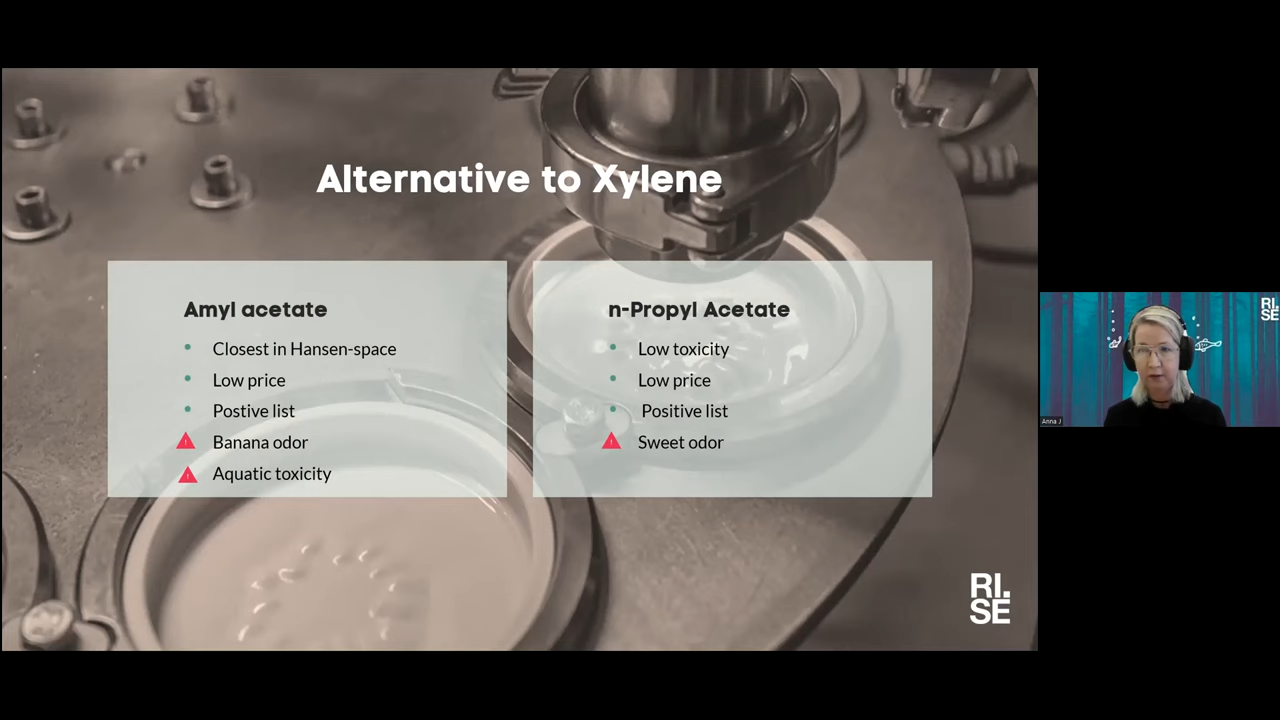 Alternative to Xylene
Amyl acetate
Closest in Hansen-space
Low price
Postive list
Banana odor
Aquatic toxicity
n-Propyl Acetate
Low toxicity
Low price
Positive list
Sweet odor
RI.
SE
RI.
SE
Anna J